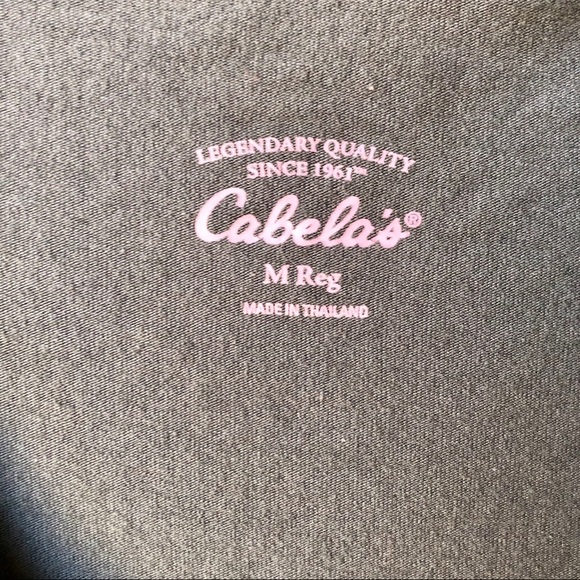 LEGENDARY QUALITY
SINCE 1961™
Cabela's®
M Reg
MADE IN THAILAND